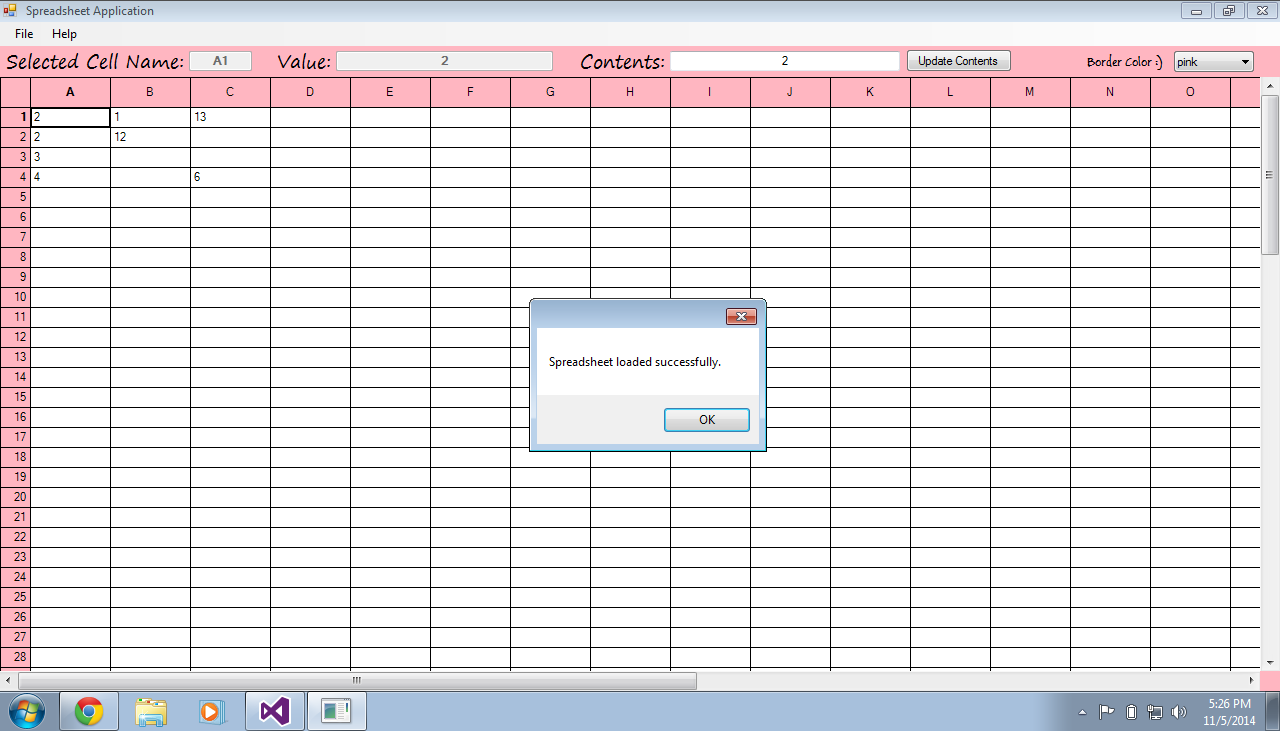 Spreadsheet Application
File Help
Selected Cell Name: A1 Value: 2 Contents: 2 Update Contents Border Color :) pink
A B C D E F G H I J K L M N O
1 2 1 13
2 2 12
3 3
4 4 6
5
6
7
8
9
10
11
12
13
14
15
16
17
18
19
20
21
22
23
24
25
26
27
28
Spreadsheet loaded successfully.
OK
5:26 PM
11/5/2014